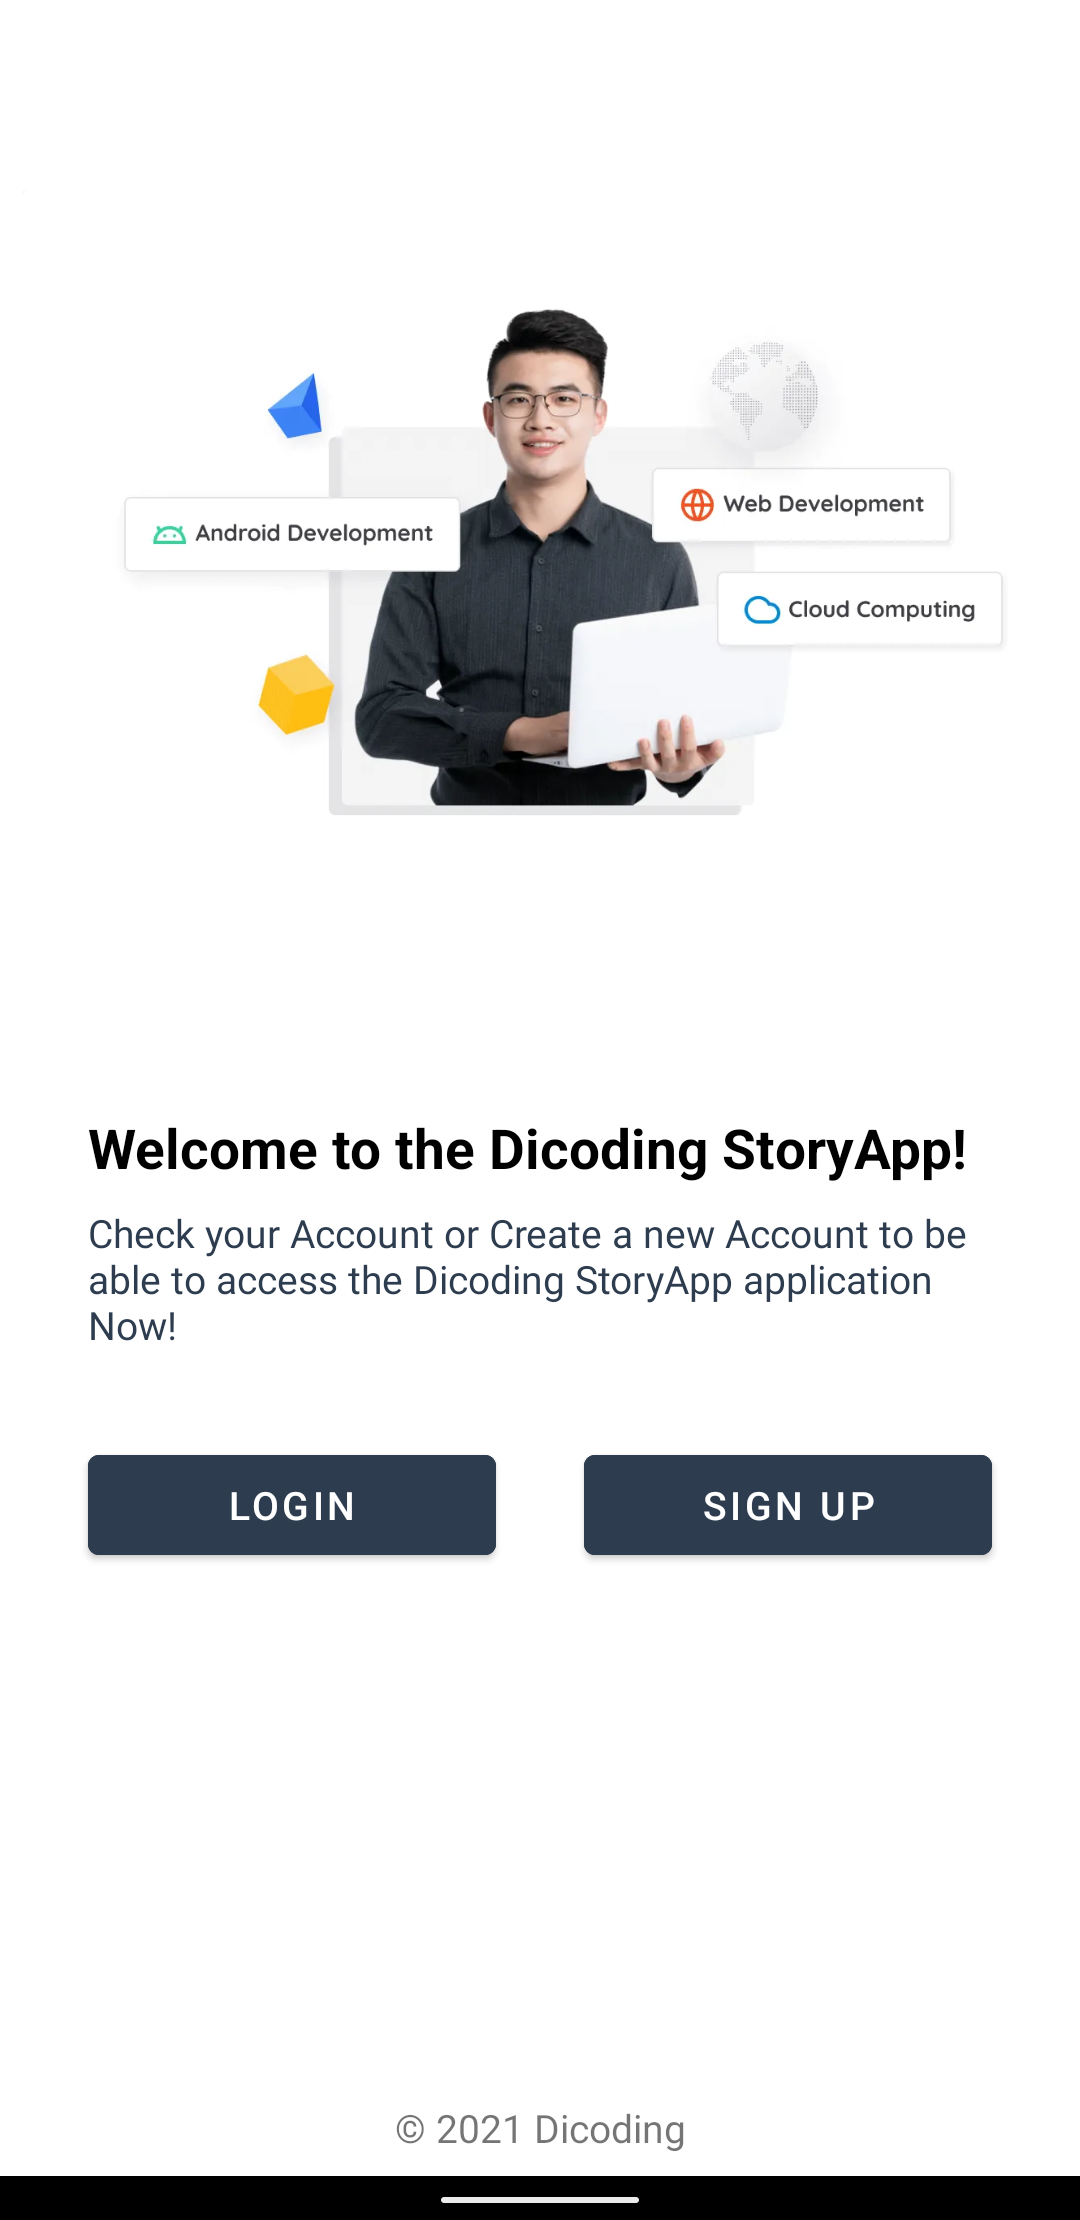 Android Development
Web Development
Cloud Computing
Welcome to the Dicoding StoryApp!
Check your Account or Create a new Account to be
able to access the Dicoding StoryApp application
Now!
LOGIN
SIGN UP
© 2021 Dicoding